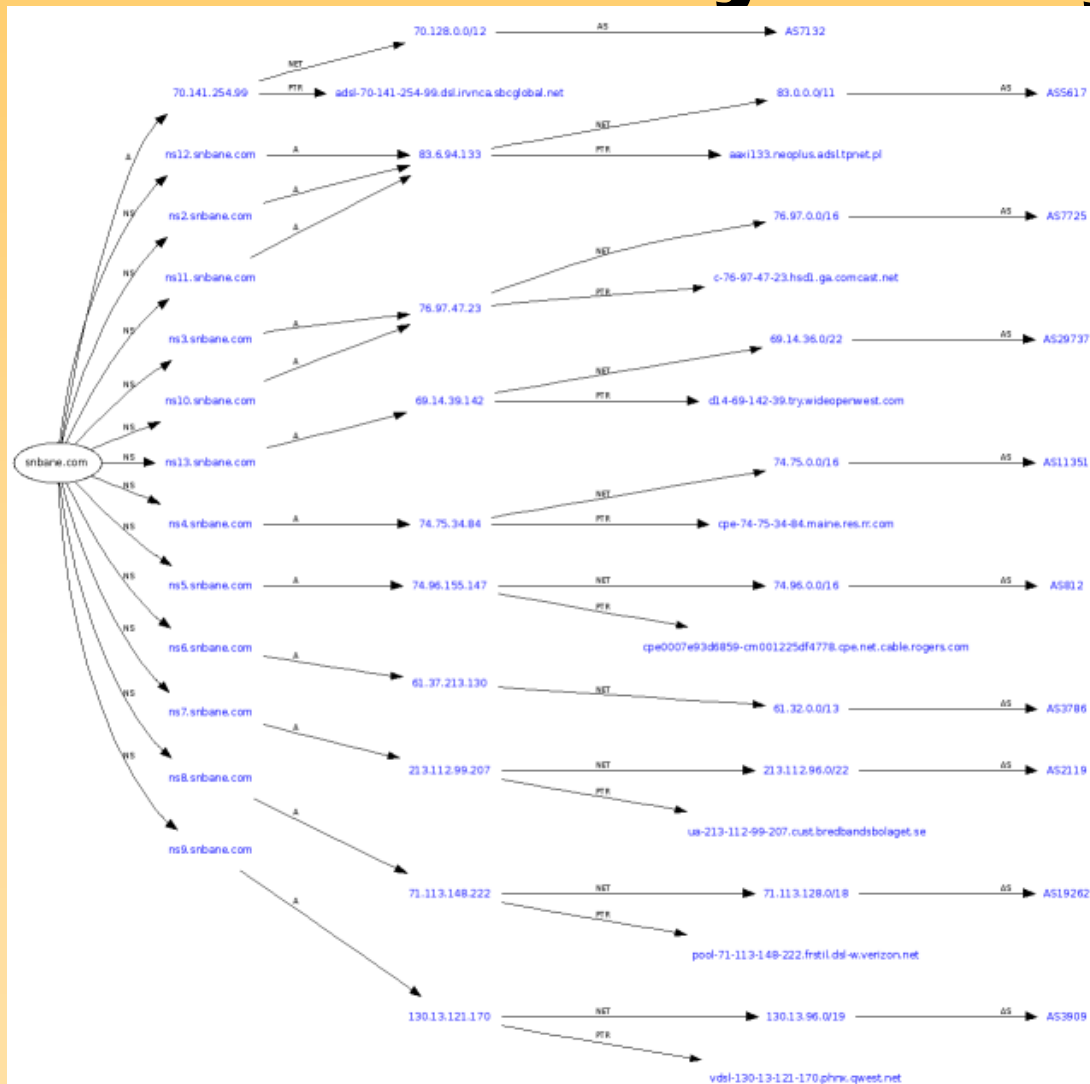 70.128.0.0/12 AS AS7132
NET
70.141.254.99 PTR adsl-70-141-254-99.dsl.irvnca.sbcglobal.net 83.0.0.0/11 AS AS5617
NET
A ns12.snbane.com A 83.6.94.133 PTR aaxi133.neoplus.adsl.tpnet.pl
A
NS ns2.snbane.com 76.97.0.0/16 AS AS7725
A
NET
NS ns11.snbane.com c-76-97-47-23.hsd1.ga.comcast.net
PTR
76.97.47.23
NS A
ns3.snbane.com 69.14.36.0/22 AS AS29737
A
NET
NS
ns10.snbane.com 69.14.39.142 PTR d14-69-142-39.try.wideopenwest.com
NS
A
snbane.com NS ns13.snbane.com 74.75.0.0/16 AS AS11351
NS NET
ns4.snbane.com A 74.75.34.84 PTR cpe-74-75-34-84.maine.res.rr.com
NS
NS ns5.snbane.com A 74.96.155.147 NET 74.96.0.0/16 AS AS812
PTR
NS
ns6.snbane.com cpe0007e93d6859-cm001225df4778.cpe.net.cable.rogers.com
A
61.37.213.130 NET
NS
ns7.snbane.com 61.32.0.0/13 AS AS3786
A
NS
ns8.snbane.com 213.112.99.207 NET 213.112.96.0/22 AS AS2119
PTR
A
ua-213-112-99-207.cust.bredbandsbolaget.se
ns9.snbane.com
71.113.148.222 NET 71.113.128.0/18 AS AS19262
A
PTR
pool-71-113-148-222.frstil.dsl-w.verizon.net
130.13.121.170 NET 130.13.96.0/19 AS AS3909
PTR
vdsl-130-13-121-170.phnx.qwest.net